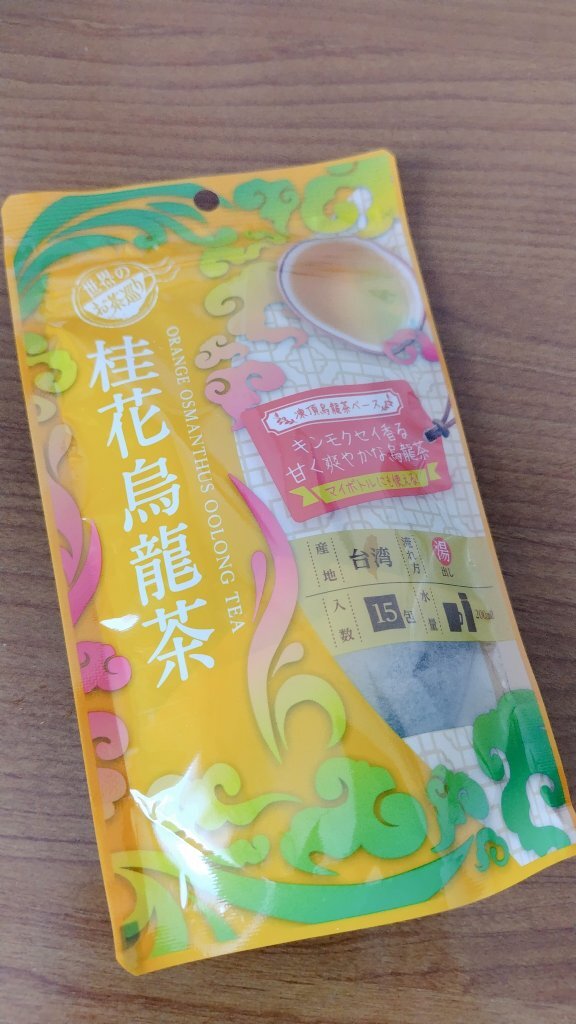 世界の
お茶巡り
桂花烏龍茶
ORANGE OSMANTHUS OOLONG TEA
凍頂烏龍茶ベース
キンモクセイ香る
甘く爽やかな烏龍茶
マイボトルにも使える!
産地
台湾
淹れ方
湯出し
入数
15包
水量
200ml